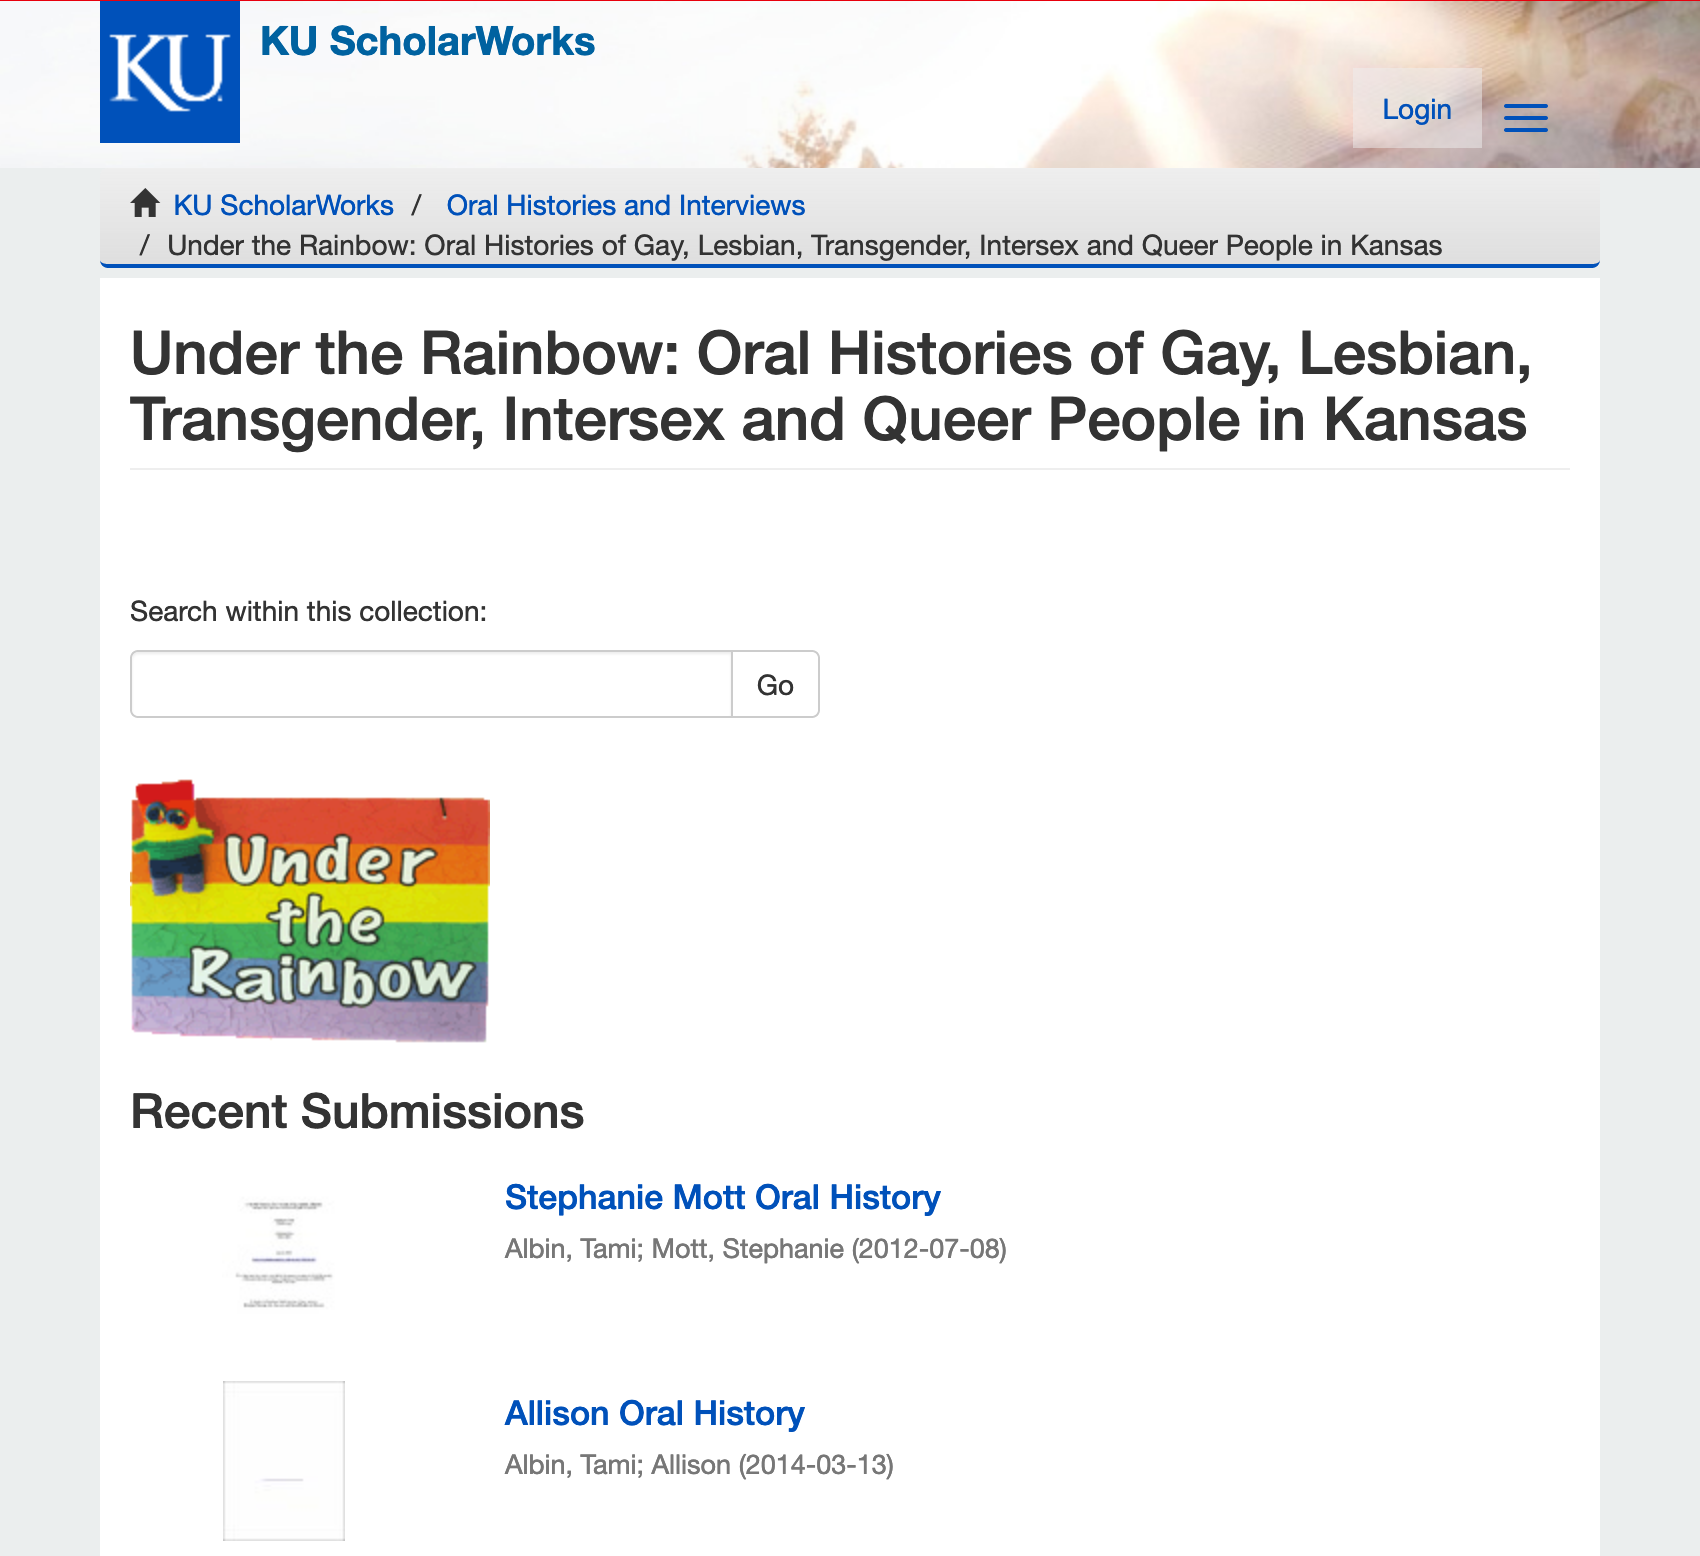 KU
KU ScholarWorks
Login
KU ScholarWorks / Oral Histories and Interviews
/ Under the Rainbow: Oral Histories of Gay, Lesbian, Transgender, Intersex and Queer People in Kansas
Under the Rainbow: Oral Histories of Gay, Lesbian,
Transgender, Intersex and Queer People in Kansas
Search within this collection:
Go
Under
the
Rainbow
Recent Submissions
Stephanie Mott Oral History
Albin, Tami; Mott, Stephanie (2012-07-08)
Allison Oral History
Albin, Tami; Allison (2014-03-13)